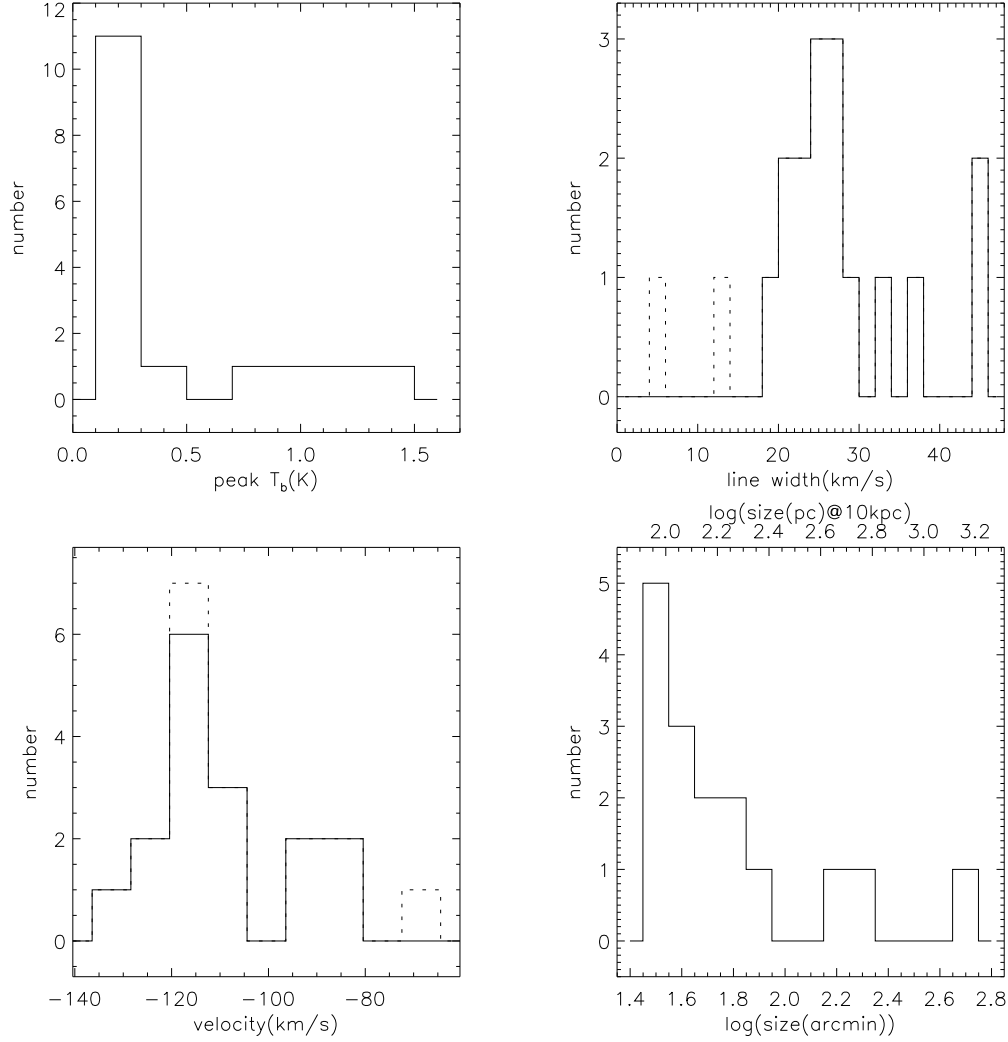 12
10
8
6
4
2
0
number
0.0 0.5 1.0 1.5
peak T_b(K)
3
2
1
0
number
0 10 20 30 40
line width(km/s)
6
4
2
0
number
−140 −120 −100 −80
velocity(km/s)
log(size(pc)@10kpc)
2.0 2.2 2.4 2.6 2.8 3.0 3.2
5
4
3
2
1
0
number
1.4 1.6 1.8 2.0 2.2 2.4 2.6 2.8
log(size(arcmin))